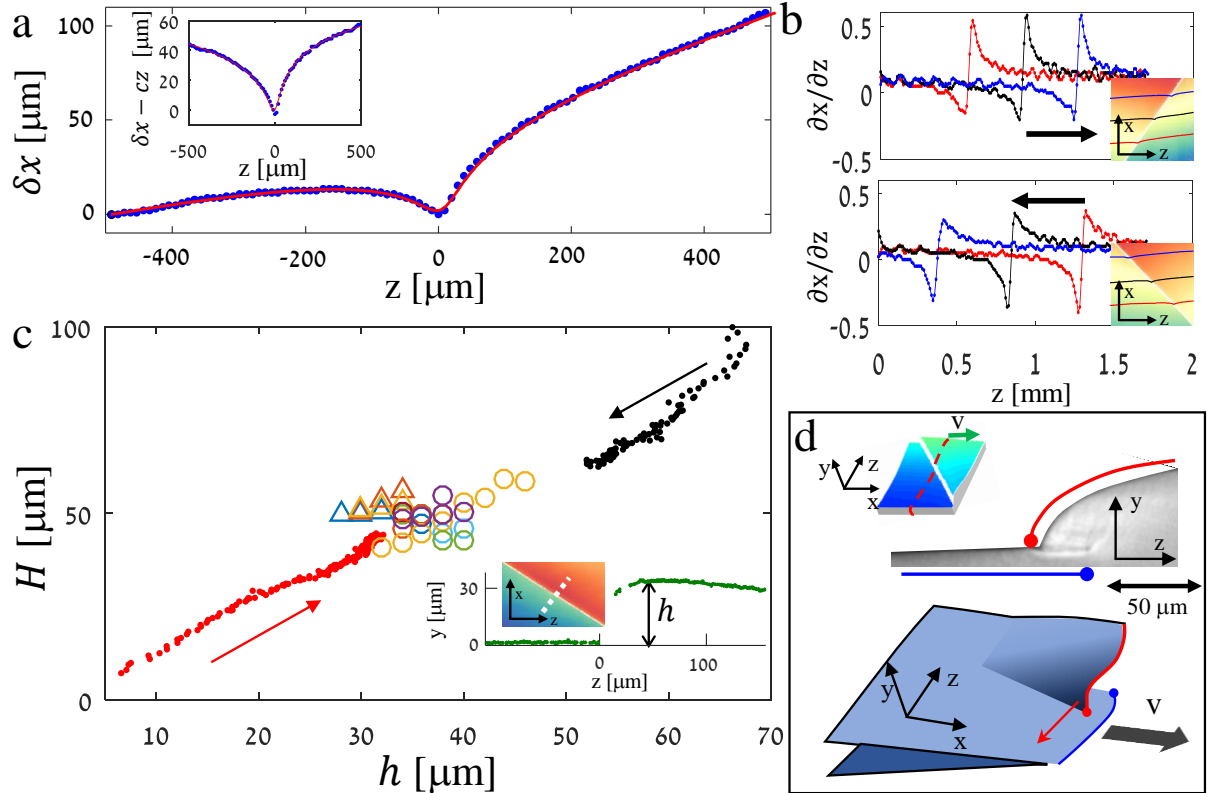 a
δx [μm]
100
50
0
-400
-200
0
200
400
z [μm]
δx − cz [μm]
60
40
20
0
-500
0
500
z [μm]
b
∂x/∂z
0.5
0
-0.5
x
z
∂x/∂z
0.5
0
-0.5
x
z
0
0.5
1
1.5
2
z [mm]
c
H [μm]
100
50
0
10
20
30
40
50
60
70
h [μm]
y [μm]
30
0
x
z
h
0
100
z [μm]
d
v
y
z
x
y
z
50 μm
y
z
x
v